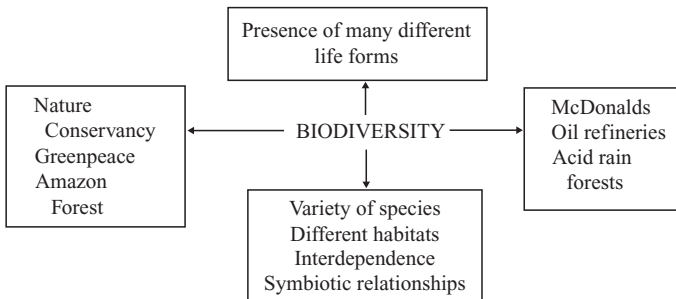 Presence of many different
life forms
Nature
Conservancy
Greenpeace
Amazon
Forest
BIODIVERSITY
McDonalds
Oil refineries
Acid rain
forests
Variety of species
Different habitats
Interdependence
Symbiotic relationships